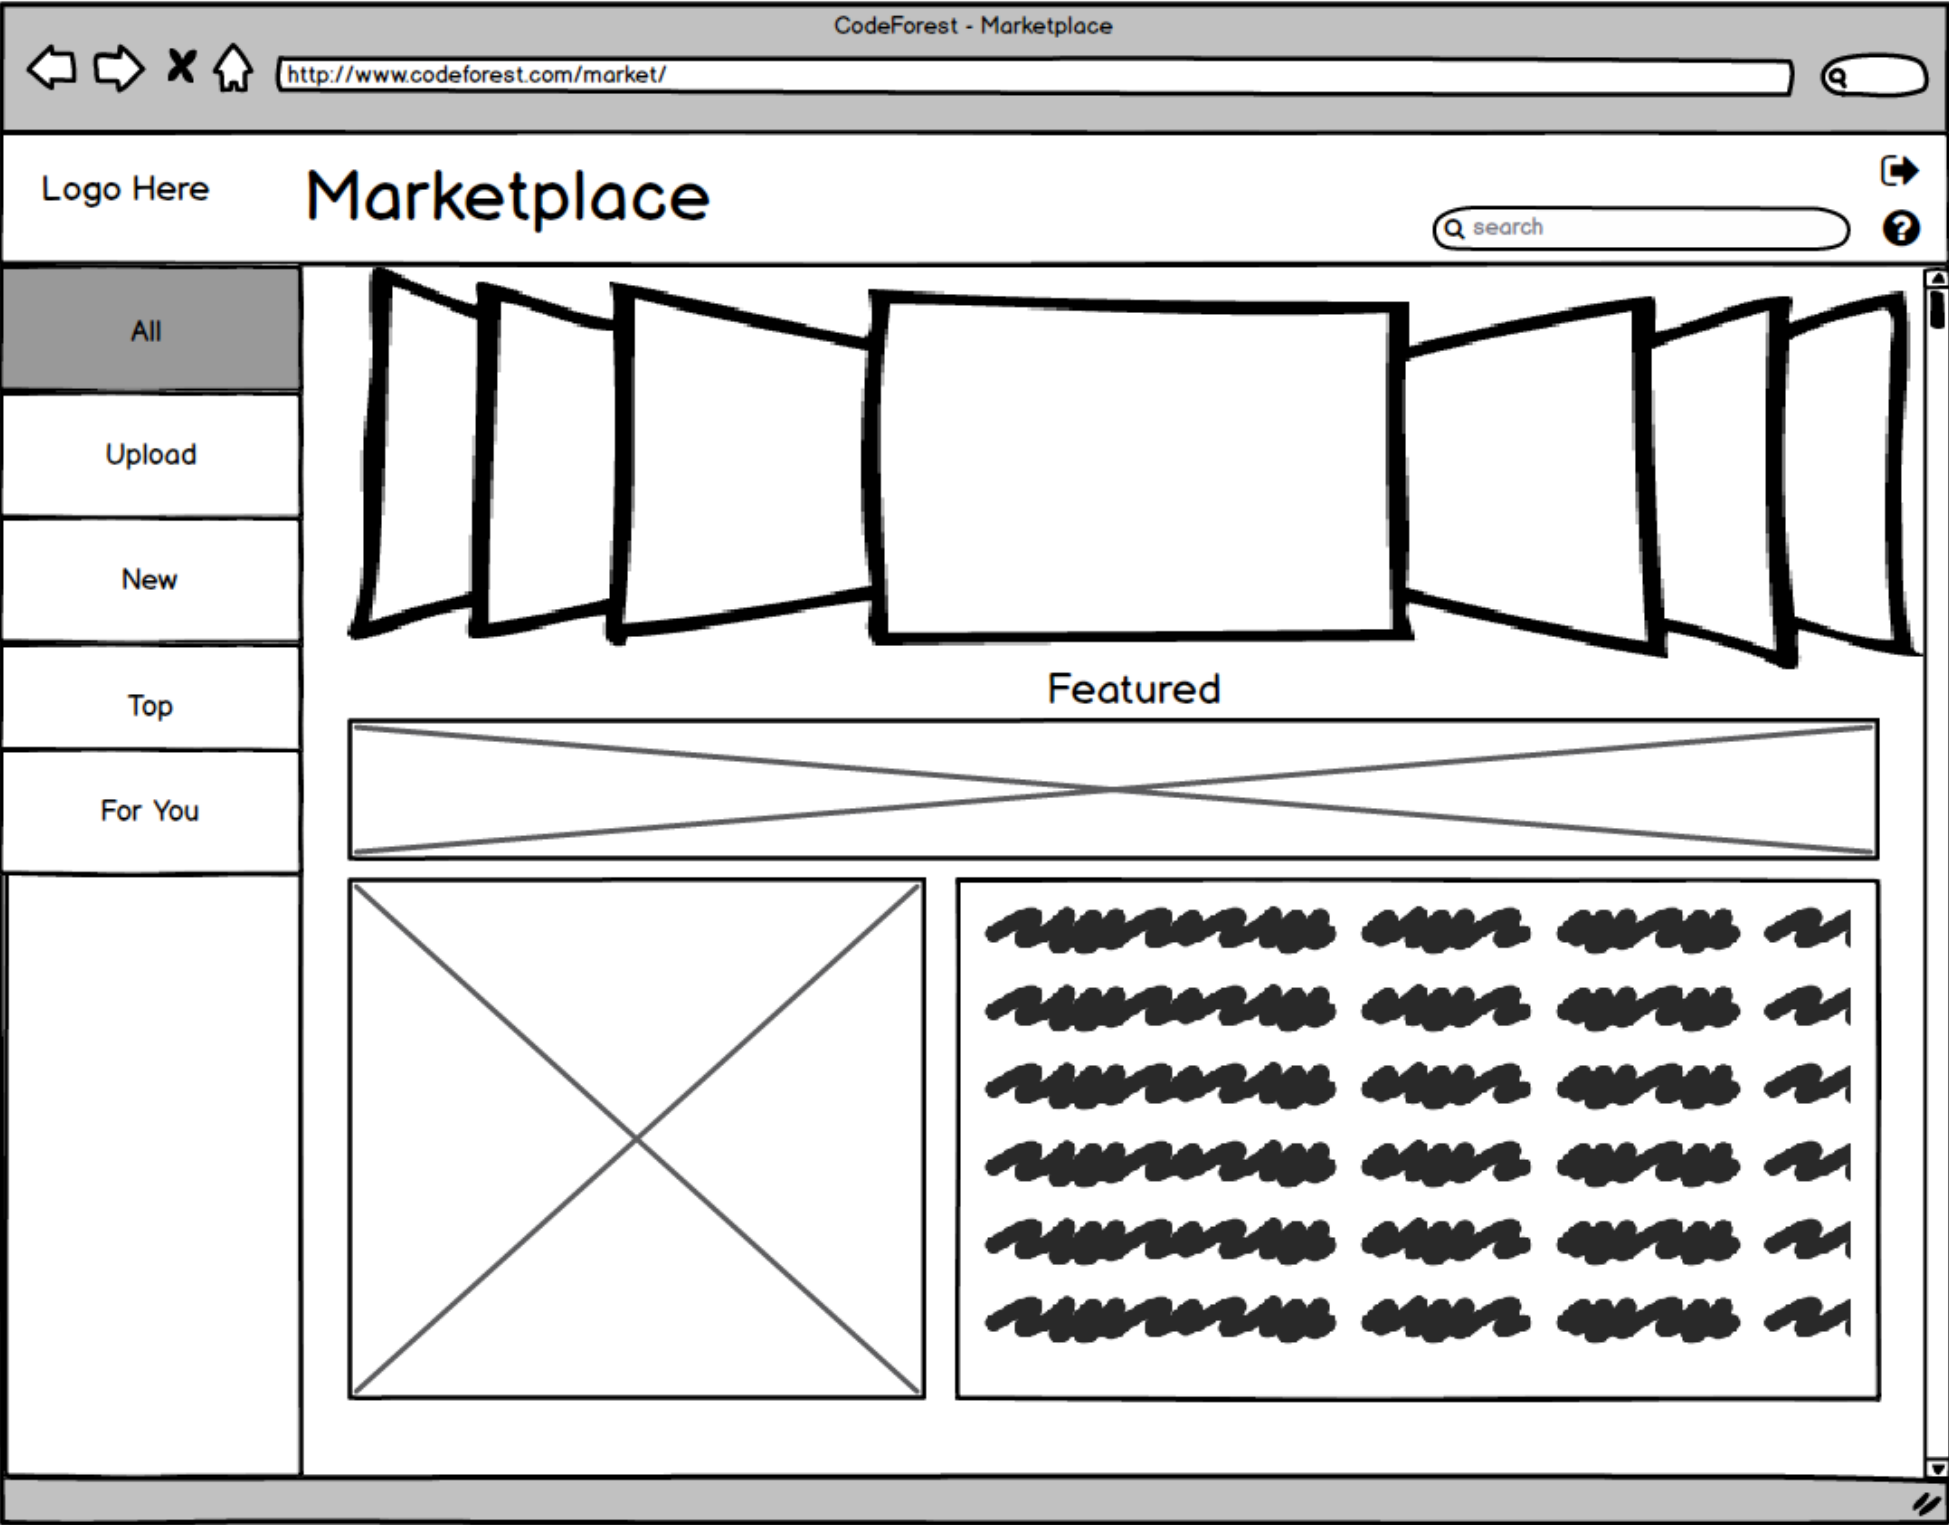 CodeForest - Marketplace
http://www.codeforest.com/market/
Logo Here
Marketplace
search
?
All
Upload
New
Top
For You
Featured